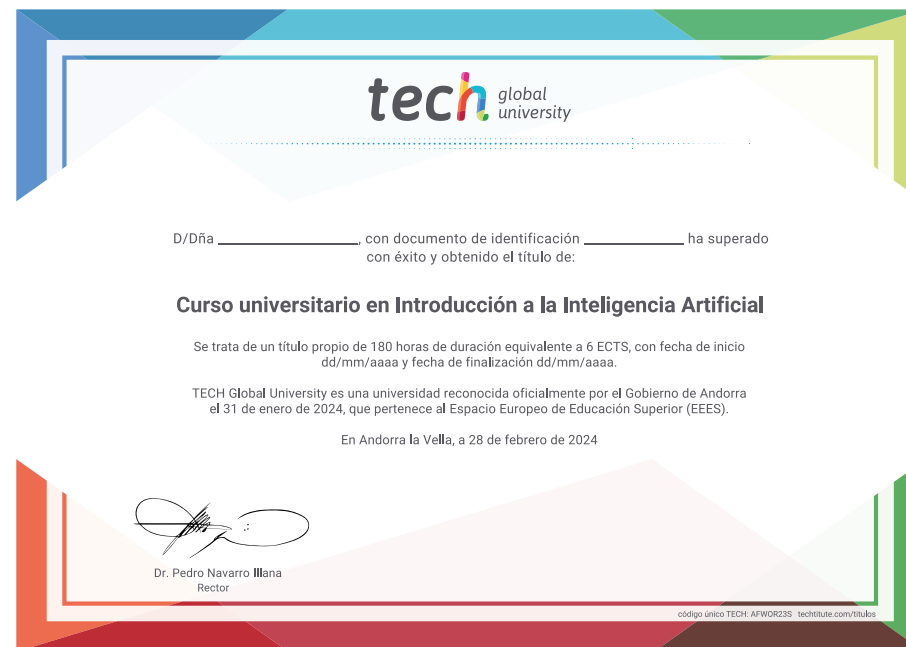 tech global university
D/Dña ____________________, con documento de identificación ______________ ha superado
con éxito y obtenido el título de:
Curso universitario en Introducción a la Inteligencia Artificial
Se trata de un título propio de 180 horas de duración equivalente a 6 ECTS, con fecha de inicio
dd/mm/aaaa y fecha de finalización dd/mm/aaaa.
TECH Global University es una universidad reconocida oficialmente por el Gobierno de Andorra
el 31 de enero de 2024, que pertenece al Espacio Europeo de Educación Superior (EEES).
En Andorra la Vella, a 28 de febrero de 2024
Dr. Pedro Navarro Illana
Rector
código único TECH: AFWOR23S techtitute.com/titulos